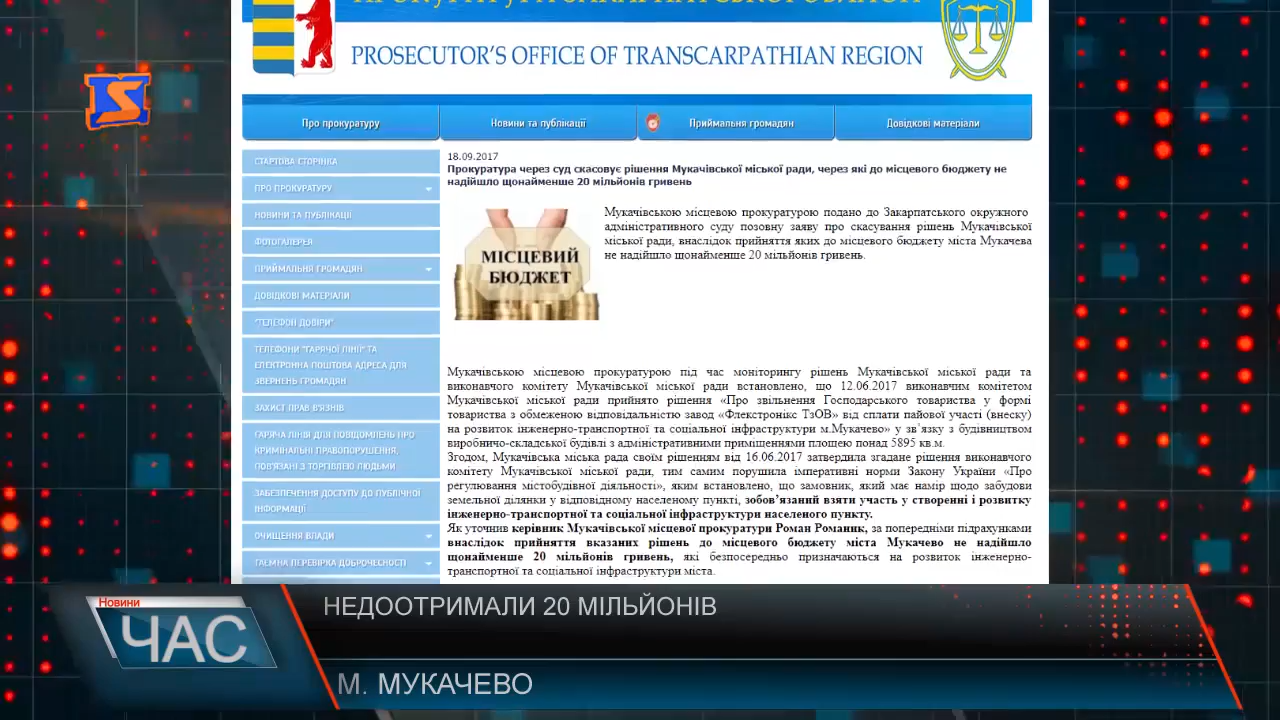 PROSECUTOR'S OFFICE OF TRANSCARPATHIAN REGION
Про прокуратуру
Новини та публікації
Приймальня громадян
Довідкові матеріали
СТАРТОВА СТОРІНКА
ПРО ПРОКУРАТУРУ
НОВИНИ ТА ПУБЛІКАЦІЇ
ФОТОГАЛЕРЕЯ
ПРИЙМАЛЬНЯ ГРОМАДЯН
ДОВІДКОВІ МАТЕРІАЛИ
"ТЕЛЕФОН ДОВІРИ"
ТЕЛЕФОНИ "ГАРЯЧОЇ ЛІНІЇ" ТА
ЕЛЕКТРОННА ПОШТОВА АДРЕСА ДЛЯ
ЗВЕРНЕНЬ ГРОМАДЯН
ЗАХИСТ ПРАВ В'ЯЗНІВ
ГАРЯЧА ЛІНІЯ ДЛЯ ПОВІДОМЛЕНЬ ПРО
КРИМІНАЛЬНІ ПРАВОПОРУШЕННЯ,
ПОВ'ЯЗАНІ З ТОРГІВЛЕЮ ЛЮДЬМИ
ЗАБЕЗПЕЧЕННЯ ДОСТУПУ ДО ПУБЛІЧНОЇ
ІНФОРМАЦІЇ
ОЧИЩЕННЯ ВЛАДИ
ТАЄМНА ПЕРЕВІРКА ДОБРОЧЕСНОСТІ
18.09.2017
Прокуратура через суд скасовує рішення Мукачівської міської ради, через які до місцевого бюджету не
надійшло щонайменше 20 мільйонів гривень
МІСЦЕВИЙ
БЮДЖЕТ
Мукачівською місцевою прокуратурою подано до Закарпатського окружного
адміністративного суду позовну заяву про скасування рішень Мукачівської
міської ради, внаслідок прийняття яких до місцевого бюджету міста Мукачева
не надійшло щонайменше 20 мільйонів гривень.
Мукачівською місцевою прокуратурою під час моніторингу рішень Мукачівської міської ради та
виконавчого комітету Мукачівської міської ради встановлено, що 12.06.2017 виконавчим комітетом
Мукачівської міської ради прийнято рішення «Про звільнення Господарського товариства у формі
товариства з обмеженою відповідальністю завод «Флекстронікс ТзОВ» від сплати пайової участі (внеску)
на розвиток інженерно-транспортної та соціальної інфраструктури м.Мукачево» у зв'язку з будівництвом
виробничо-складської будівлі з адміністративними приміщеннями площею понад 5895 кв.м.
Згодом, Мукачівська міська рада своїм рішенням від 16.06.2017 затвердила згадане рішення виконавчого
комітету Мукачівської міської ради, тим самим порушила імперативні норми Закону України «Про
регулювання містобудівної діяльності», яким встановлено, що замовник, який має намір щодо забудови
земельної ділянки у відповідному населеному пункті, зобов'язаний взяти участь у створенні і розвитку
інженерно-транспортної та соціальної інфраструктури населеного пункту.
Як уточнив керівник Мукачівської місцевої прокуратури Роман Романик, за попередніми підрахунками
внаслідок прийняття вказаних рішень до місцевого бюджету міста Мукачево не надійшло
щонайменше 20 мільйонів гривень, які безпосередньо призначаються на розвиток інженерно-
транспортної та соціальної інфраструктури міста.
Новини
ЧАС
НЕДООТРИМАЛИ 20 МІЛЬЙОНІВ
М. МУКАЧЕВО